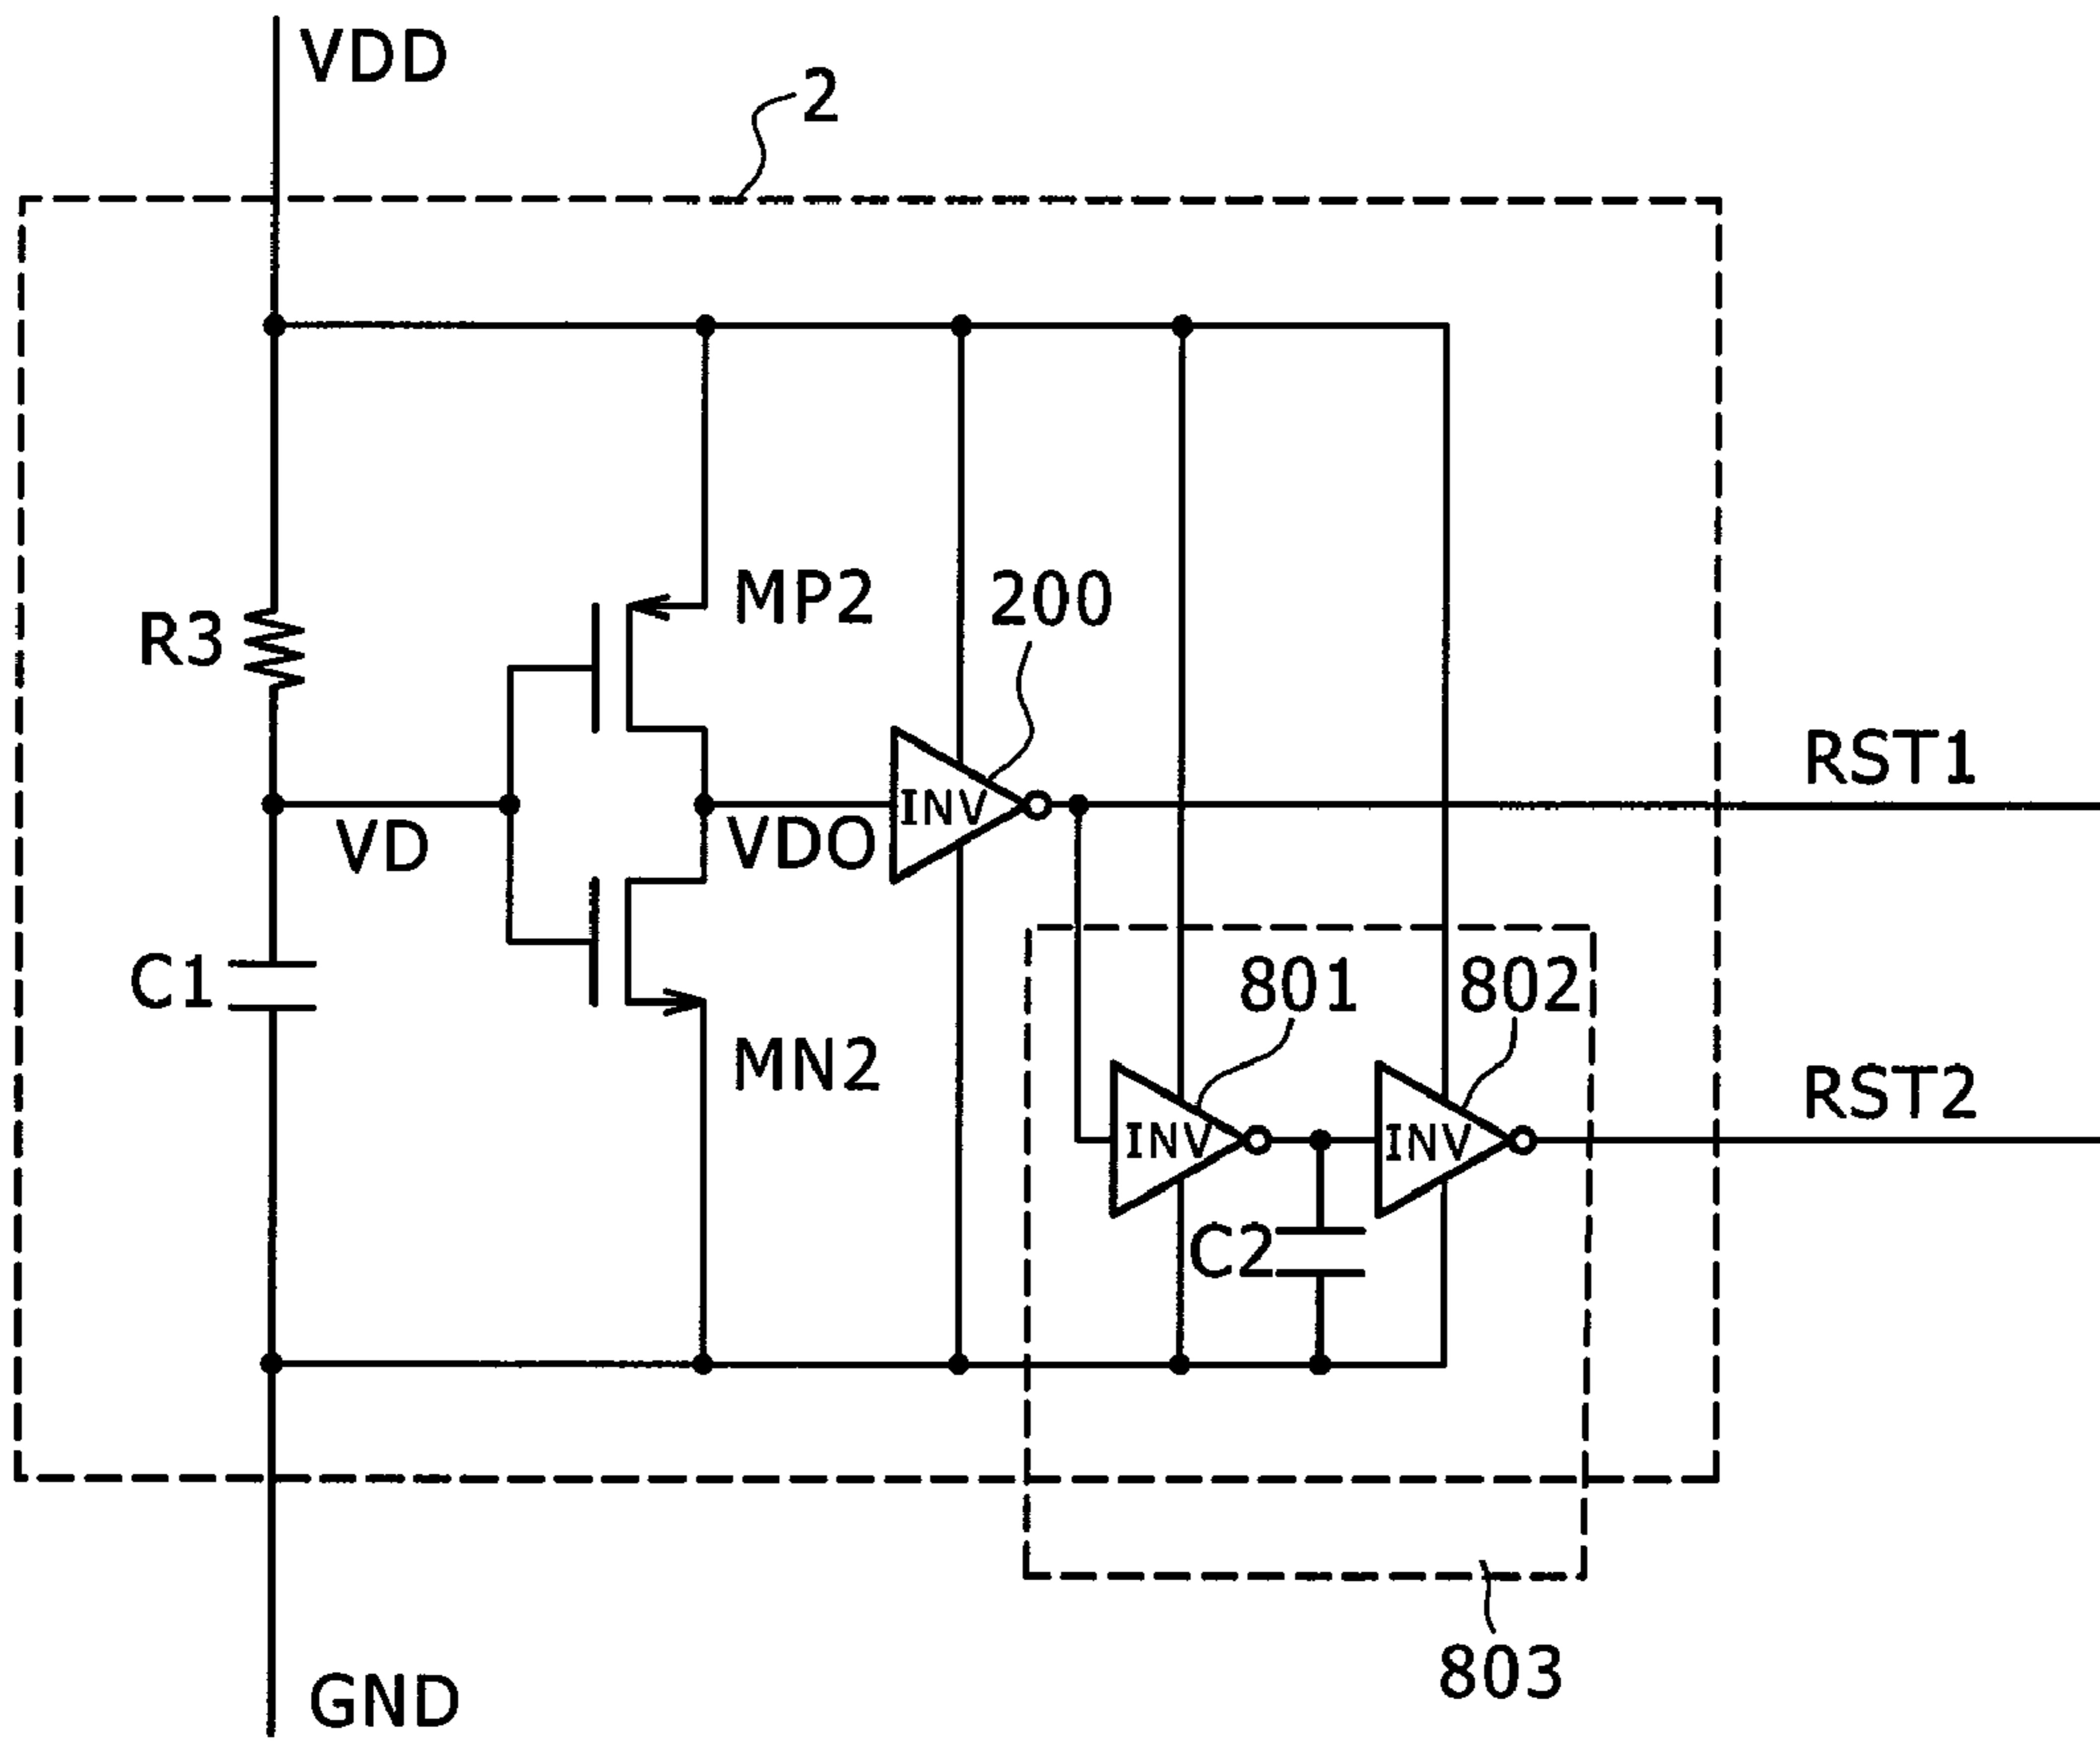 VDD
2
MP2
200
R3
RST1
INV
VD
VDO
C1
801
802
MN2
RST2
INV
INV
C2
803
GND